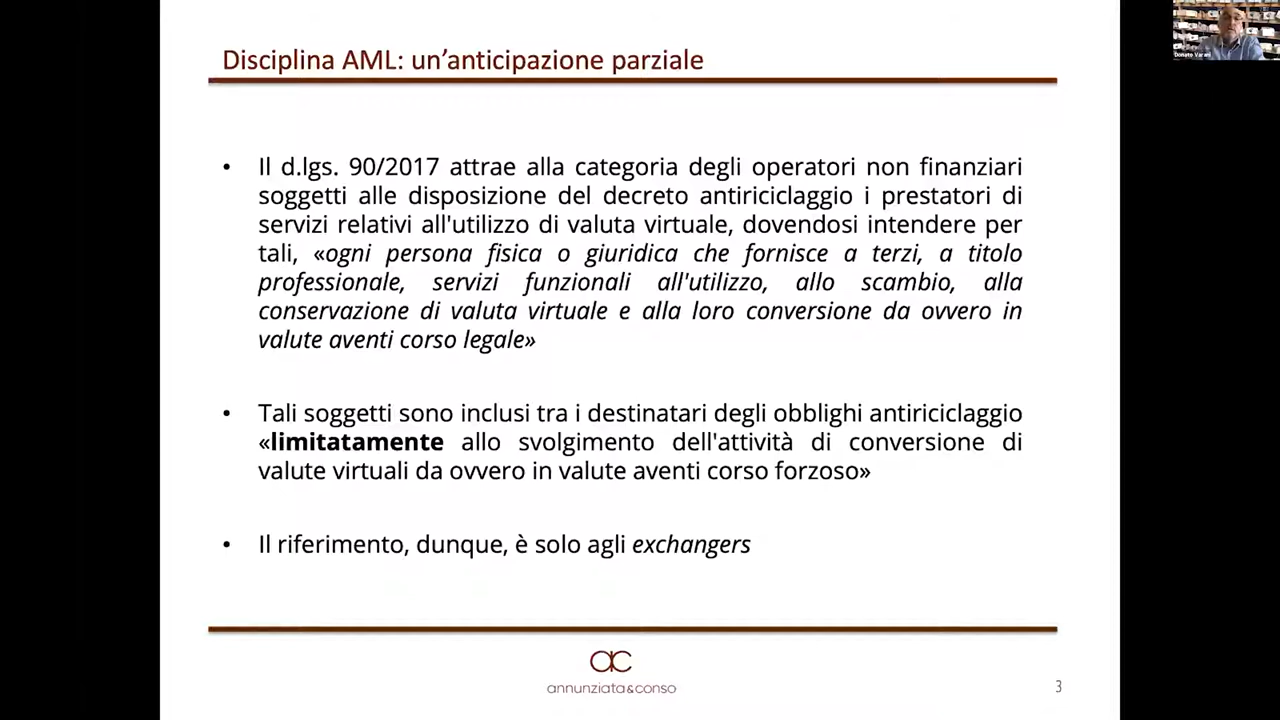 Disciplina AML: un’anticipazione parziale
• Il d.lgs. 90/2017 attrae alla categoria degli operatori non finanziari
soggetti alle disposizione del decreto antiriciclaggio i prestatori di
servizi relativi all'utilizzo di valuta virtuale, dovendosi intendere per
tali, «ogni persona fisica o giuridica che fornisce a terzi, a titolo
professionale, servizi funzionali all'utilizzo, allo scambio, alla
conservazione di valuta virtuale e alla loro conversione da ovvero in
valute aventi corso legale»
• Tali soggetti sono inclusi tra i destinatari degli obblighi antiriciclaggio
«limitatamente allo svolgimento dell'attività di conversione di
valute virtuali da ovvero in valute aventi corso forzoso»
• Il riferimento, dunque, è solo agli exchangers
ac
annunziata&conso
3
Donato Varani